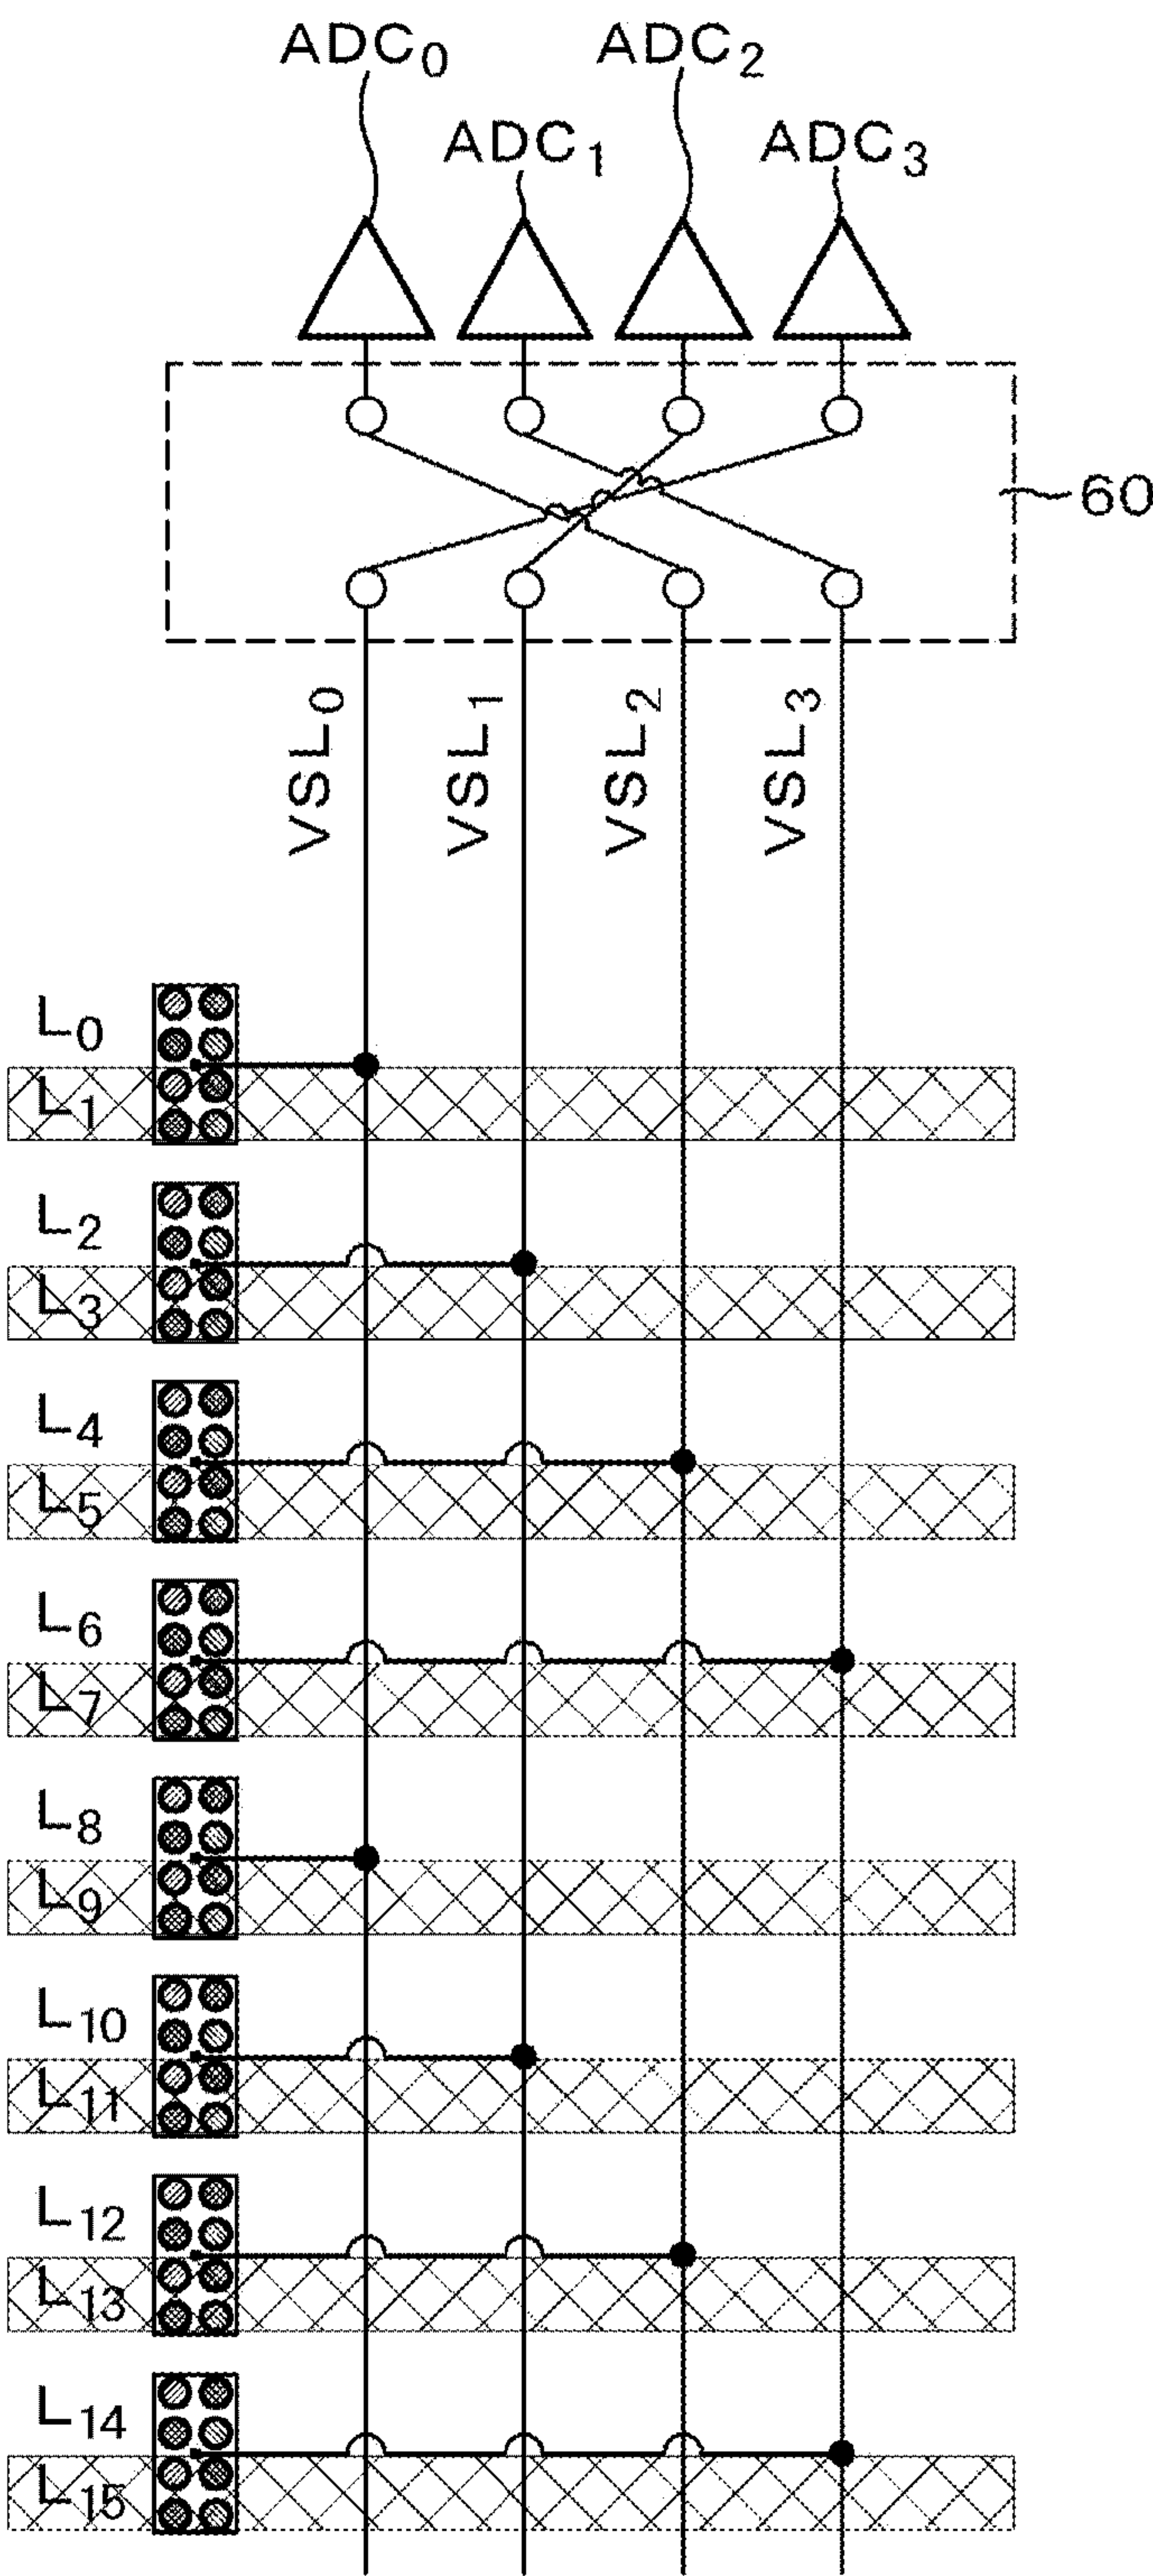 ADC₀ ADC₂
ADC₁ ADC₃
60
VSL₀ VSL₁ VSL₂ VSL₃
L₀
L₁
L₂
L₃
L₄
L₅
L₆
L₇
L₈
L₉
L₁₀
L₁₁
L₁₂
L₁₃
L₁₄
L₁₅